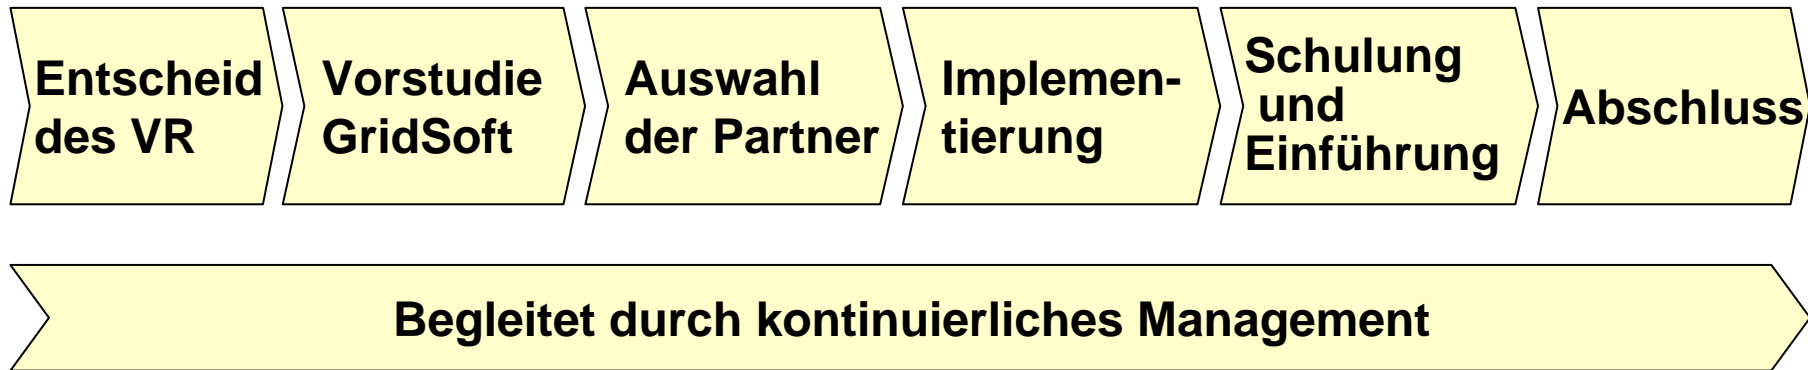 Entscheid
des VR
Vorstudie
GridSoft
Auswahl
der Partner
Implemen-
tierung
Schulung
und
Einführung
Abschluss
Begleitet durch kontinuierliches Management